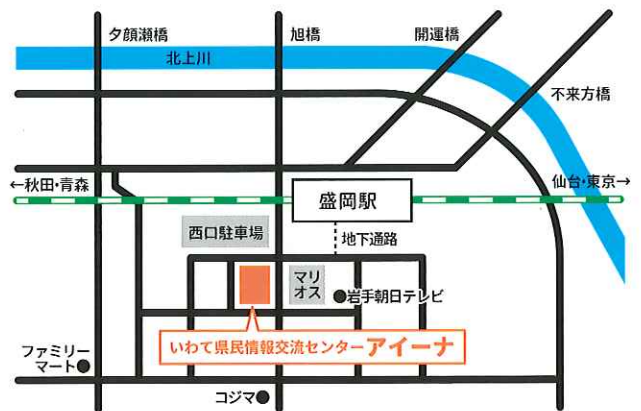 夕顔瀬橋
旭橋
開運橋
北上川
不来方橋
←秋田・青森
仙台・東京→
盛岡駅
西口駐車場
地下通路
マリ
オス
岩手朝日テレビ
いわて県民情報交流センターアイーナ
ファミリー
マート
コジマ